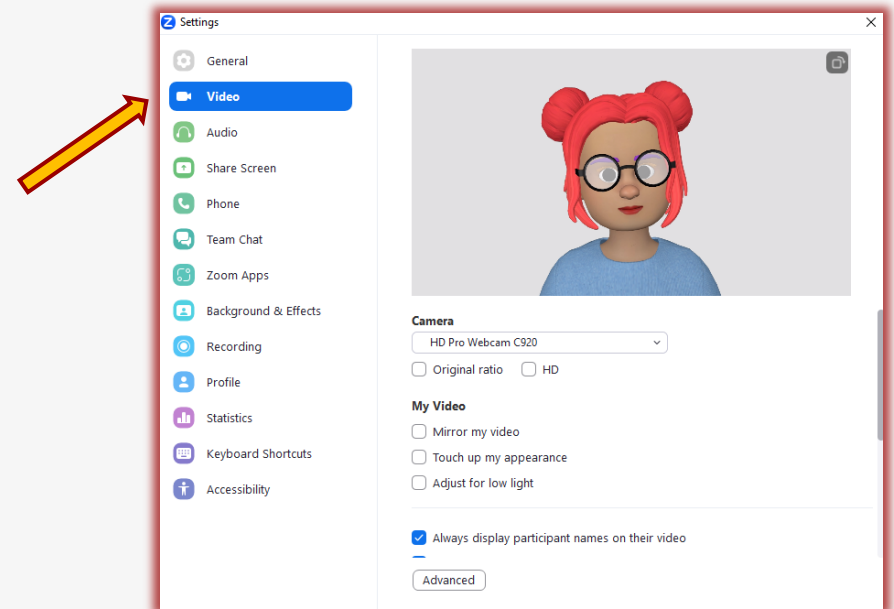 Settings
General
Video
Audio
Share Screen
Phone
Team Chat
Zoom Apps
Background & Effects
Recording
Profile
Statistics
Keyboard Shortcuts
Accessibility
Camera
HD Pro Webcam C920
Original ratio HD
My Video
Mirror my video
Touch up my appearance
Adjust for low light
Always display participant names on their video
Advanced